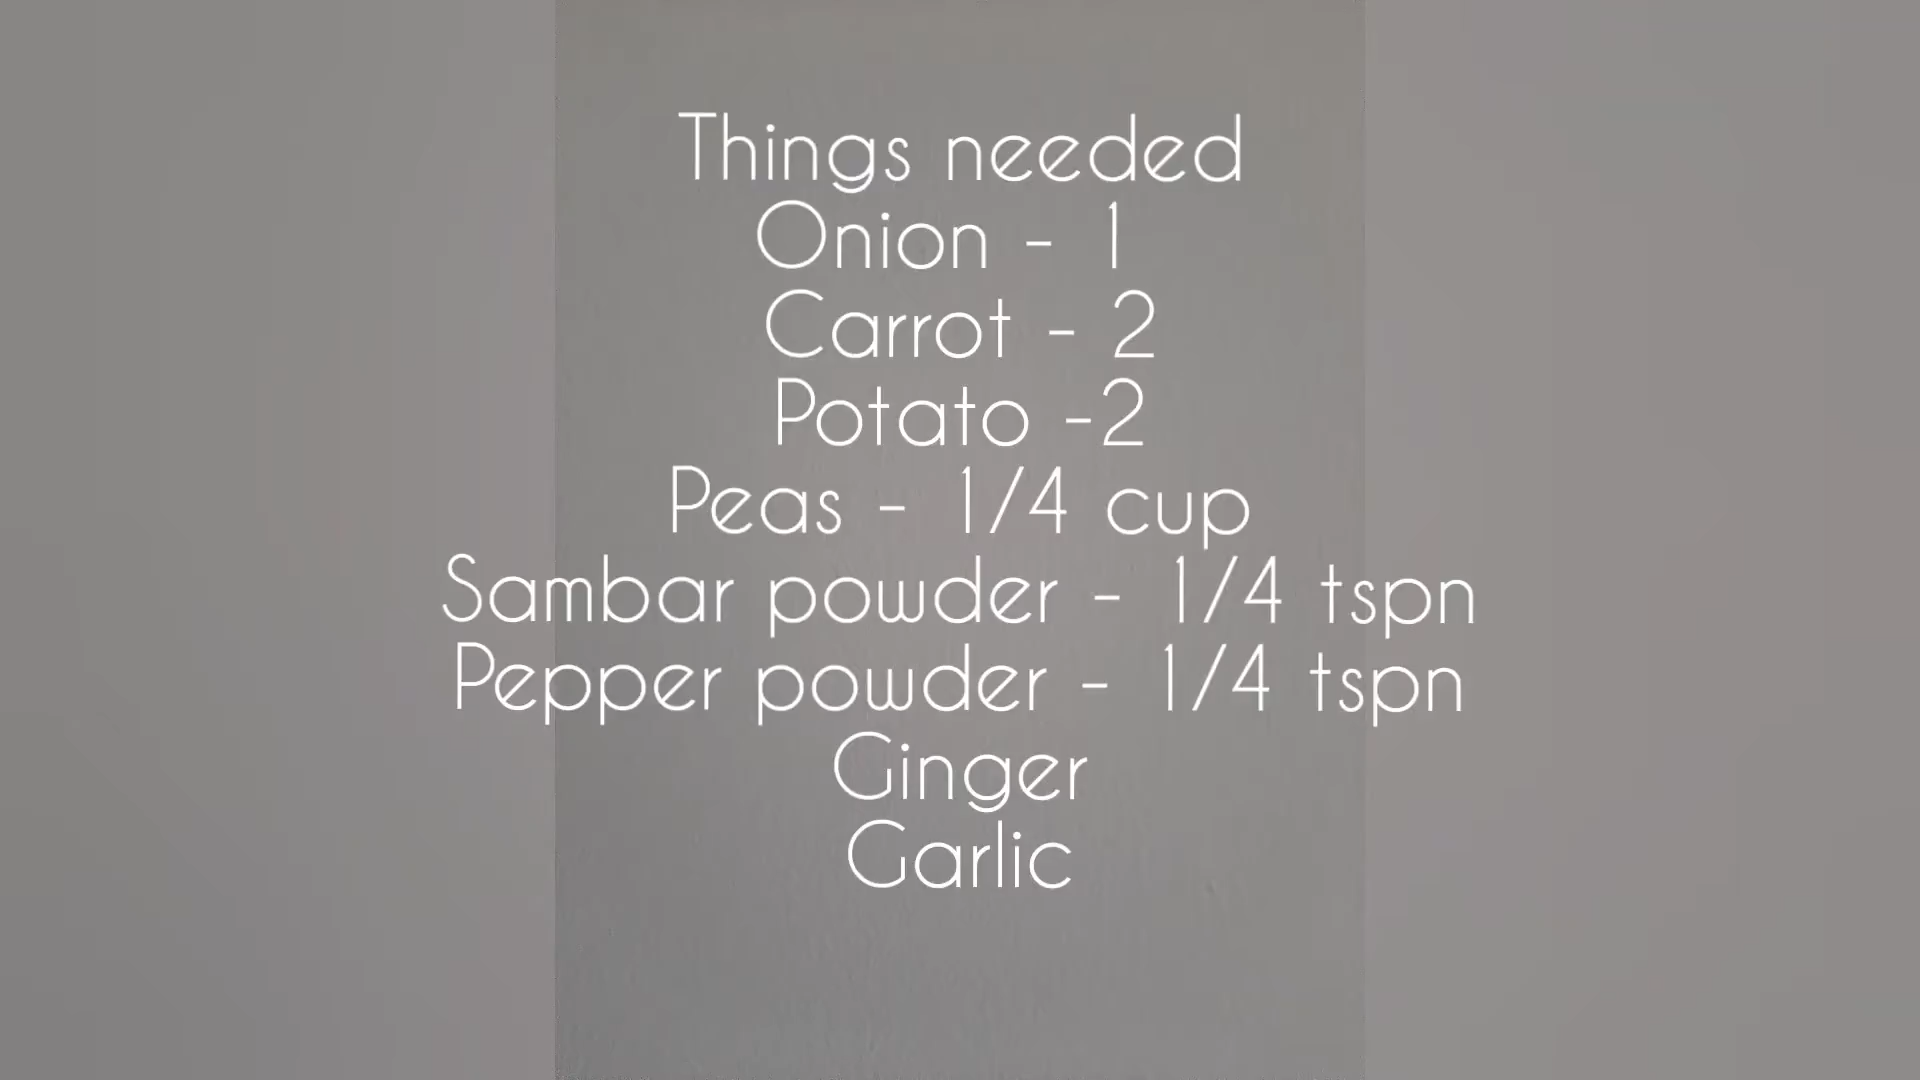 Things needed
Onion - 1
Carrot - 2
Potato -2
Peas - 1/4 cup
Sambar powder - 1/4 tspn
Pepper powder - 1/4 tspn
Ginger
Garlic